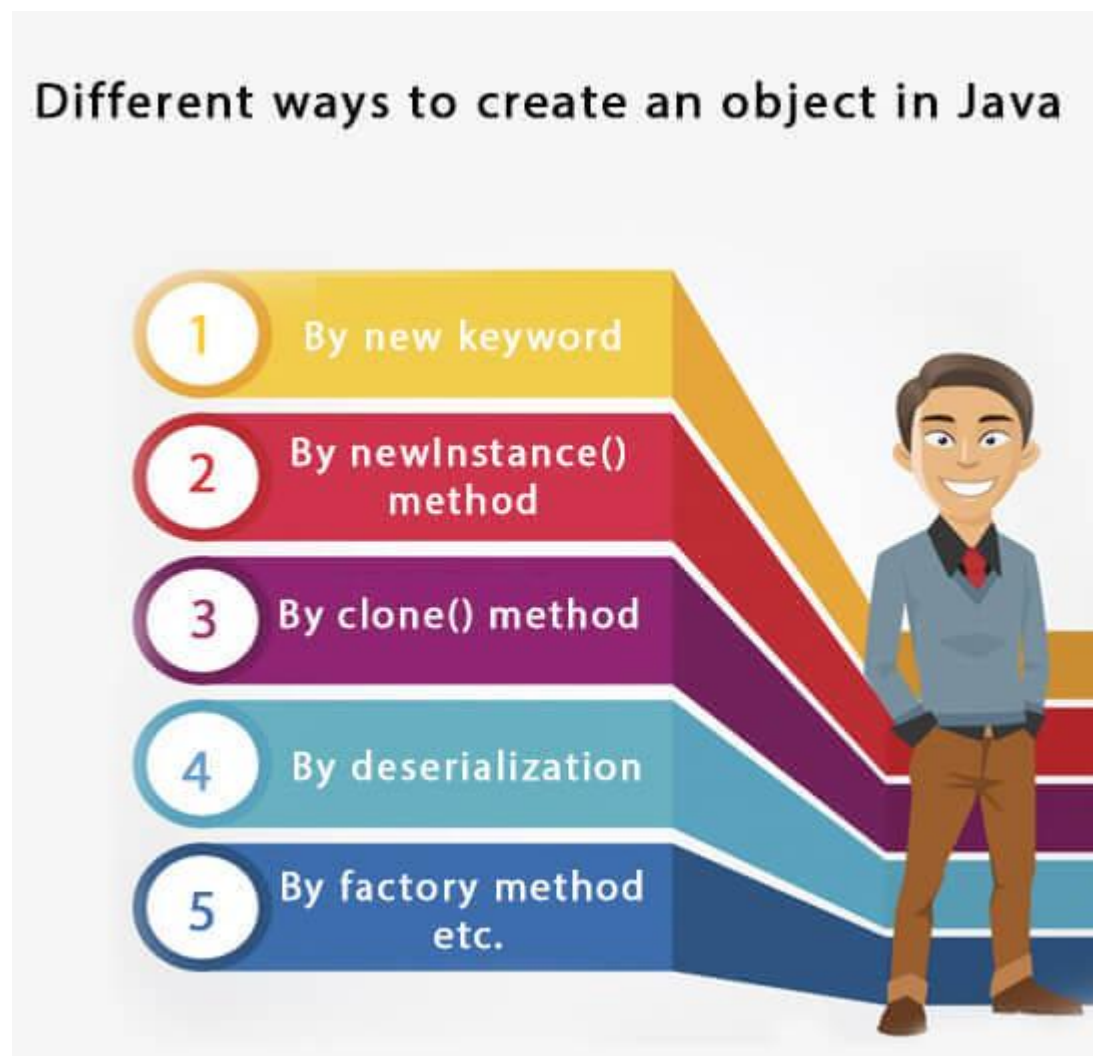 Different ways to create an object in Java
1
By new keyword
2
By newInstance()
method
3
By clone() method
4
By deserialization
5
By factory method
etc.